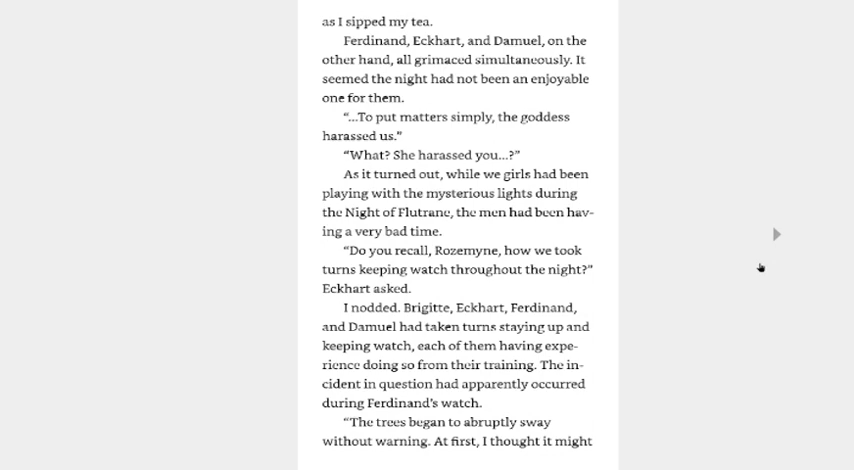 as I sipped my tea.
Ferdinand, Eckhart, and Damuel, on the
other hand, all grimaced simultaneously. It
seemed the night had not been an enjoyable
one for them.
“...To put matters simply, the goddess
harassed us.”
“What? She harassed you...?”
As it turned out, while we girls had been
playing with the mysterious lights during
the Night of Flutrane, the men had been hav-
ing a very bad time.
“Do you recall, Rozemyne, how we took
turns keeping watch throughout the night?”
Eckhart asked.
I nodded. Brigitte, Eckhart, Ferdinand,
and Damuel had taken turns staying up and
keeping watch, each of them having expe-
rience doing so from their training. The in-
cident in question had apparently occurred
during Ferdinand’s watch.
“The trees began to abruptly sway
without warning. At first, I thought it might